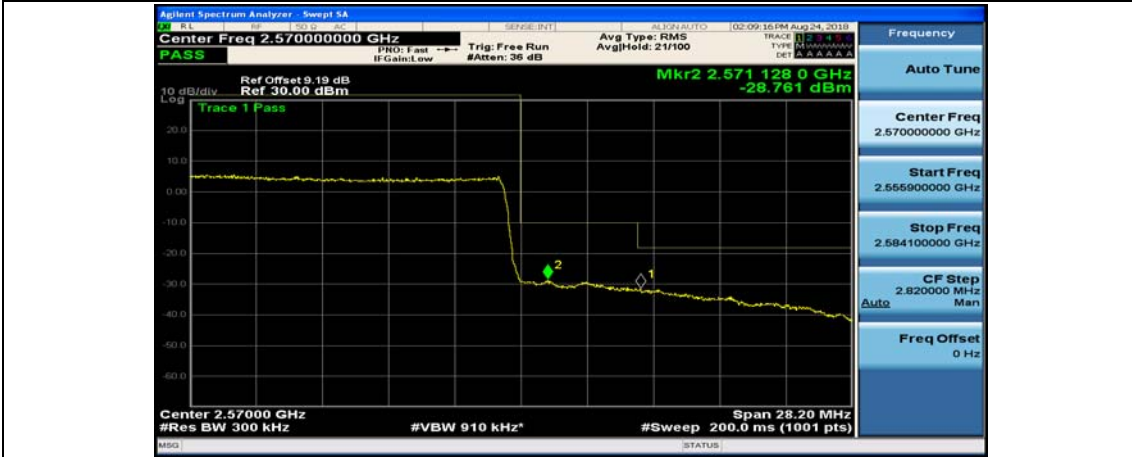 Agilent Spectrum Analyzer - Swept SA
RL RF 50 Ω AC SENSE:INT ALIGN AUTO 02:09:16 PM Aug 24, 2018
Center Freq 2.570000000 GHz
PASS
PNO: Fast
IFGain:Low
Trig: Free Run
#Atten: 36 dB
Avg Type: RMS
Avg|Hold: 21/100
TRACE 1 2 3 4 5 6
TYPE M
DET A A A A A A
Ref Offset 9.19 dB
10 dB/div Ref 30.00 dBm
Log
Mkr2 2.571 128 0 GHz
-28.761 dBm
Trace 1 Pass
20.0
10.0
0.00
-10.0
-20.0
-30.0
-40.0
-50.0
-60.0
2
1
Center 2.57000 GHz
#Res BW 300 kHz
#VBW 910 kHz*
Span 28.20 MHz
#Sweep 200.0 ms (1001 pts)
MSG
STATUS
Frequency
Auto Tune
Center Freq
2.570000000 GHz
Start Freq
2.555900000 GHz
Stop Freq
2.584100000 GHz
CF Step
2.820000 MHz
Auto Man
Freq Offset
0 Hz